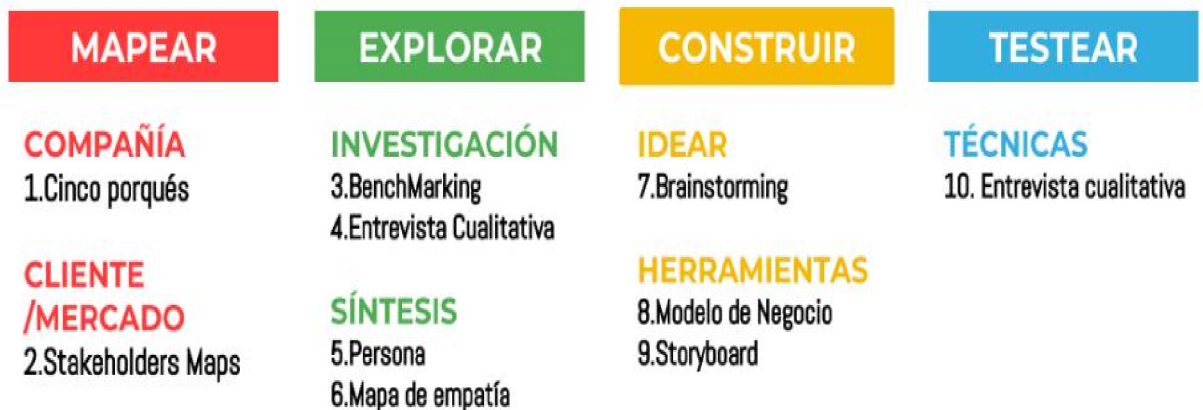 MAPEAR
COMPAÑÍA
1.Cinco porqués
CLIENTE
/MERCADO
2.Stakeholders Maps
EXPLORAR
INVESTIGACIÓN
3.BenchMarking
4.Entrevista Cualitativa
SÍNTESIS
5.Persona
6.Mapa de empatía
CONSTRUIR
IDEAR
7.Brainstorming
HERRAMIENTAS
8.Modelo de Negocio
9.Storyboard
TESTEAR
TÉCNICAS
10. Entrevista cualitativa